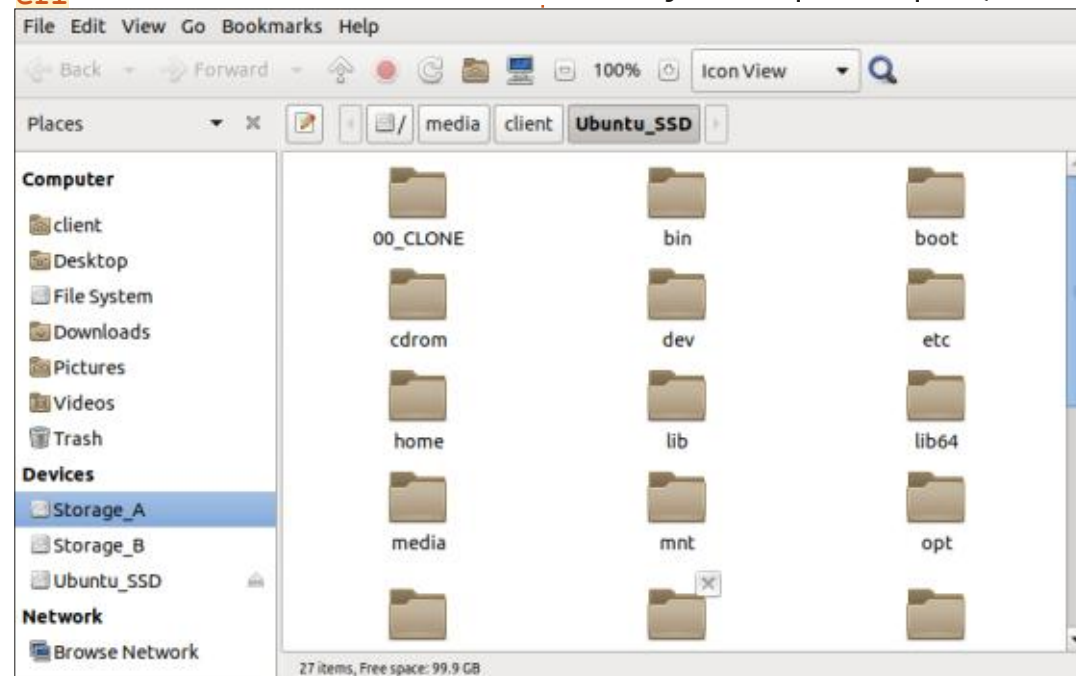 File Edit View Go Bookmarks Help
Back Forward 100% Icon View
Places / media client Ubuntu_SSD
Computer
client
Desktop
File System
Downloads
Pictures
Videos
Trash
Devices
Storage_A
Storage_B
Ubuntu_SSD
Network
Browse Network
00_CLONE bin boot
cdrom dev etc
home lib lib64
media mnt opt
27 items, Free space: 99.9 GB